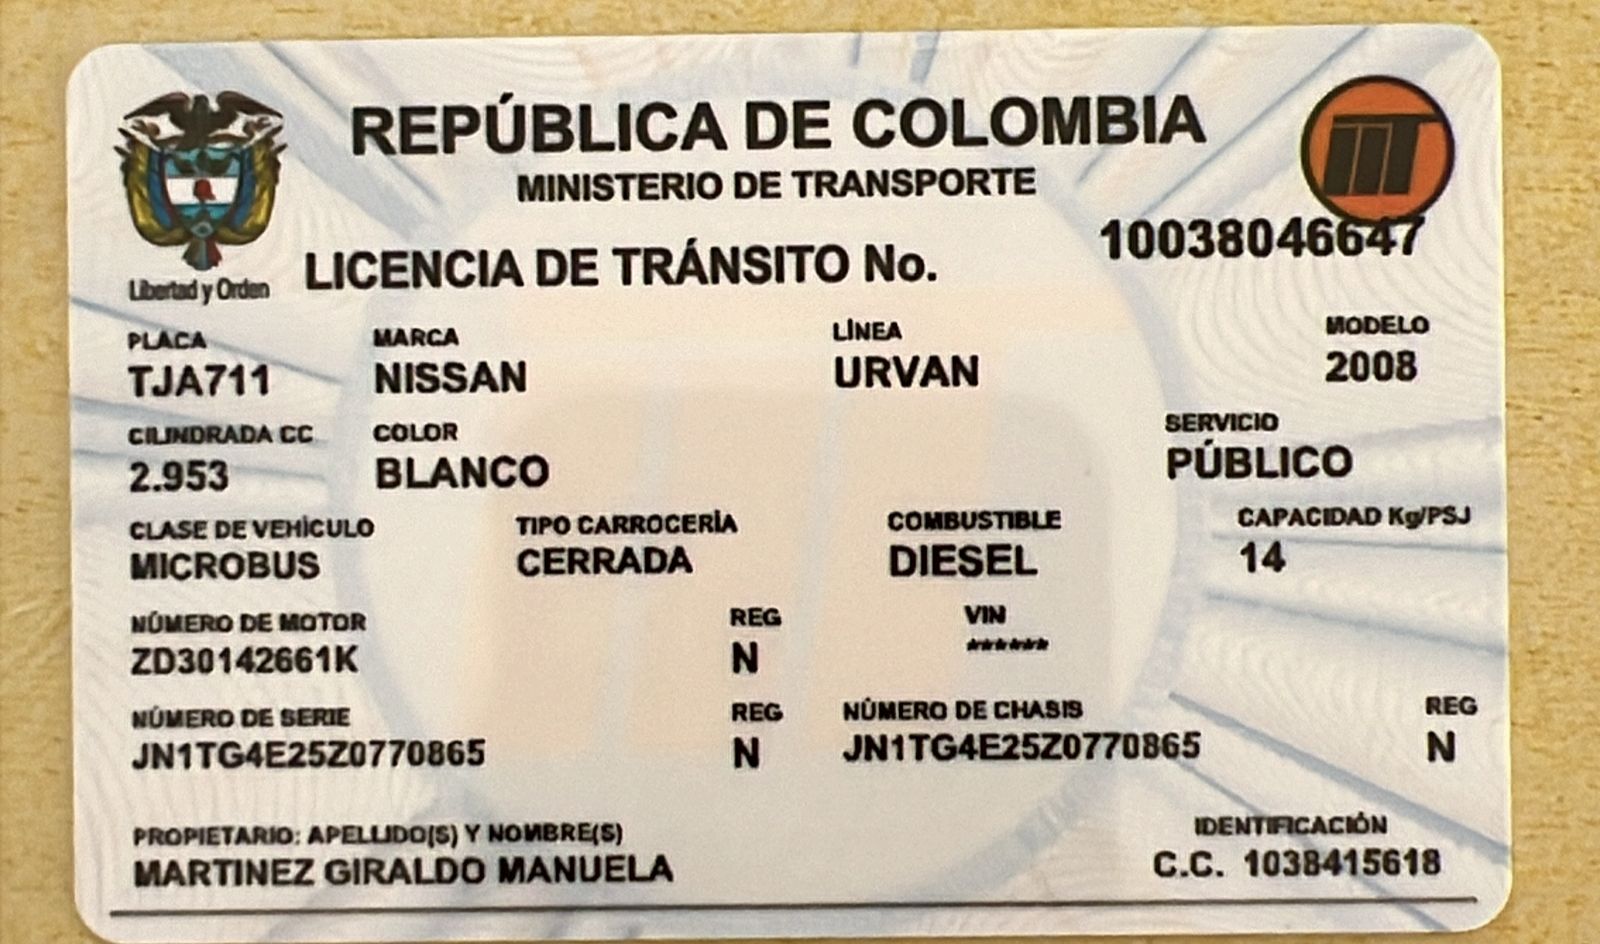 REPÚBLICA DE COLOMBIA
MINISTERIO DE TRANSPORTE
Libertad y Orden
LICENCIA DE TRÁNSITO No. 10038046647
PLACA MARCA LÍNEA MODELO
TJA711 NISSAN URVAN 2008
CILINDRADA CC COLOR SERVICIO
2.953 BLANCO PÚBLICO
CLASE DE VEHÍCULO TIPO CARROCERÍA COMBUSTIBLE CAPACIDAD Kg/PSJ
MICROBUS CERRADA DIESEL 14
NÚMERO DE MOTOR REG VIN
ZD30142661K N ******
NÚMERO DE SERIE REG NÚMERO DE CHASIS REG
JN1TG4E25Z0770865 N JN1TG4E25Z0770865 N
PROPIETARIO: APELLIDO(S) Y NOMBRE(S) IDENTIFICACIÓN
MARTINEZ GIRALDO MANUELA C.C. 1038415618